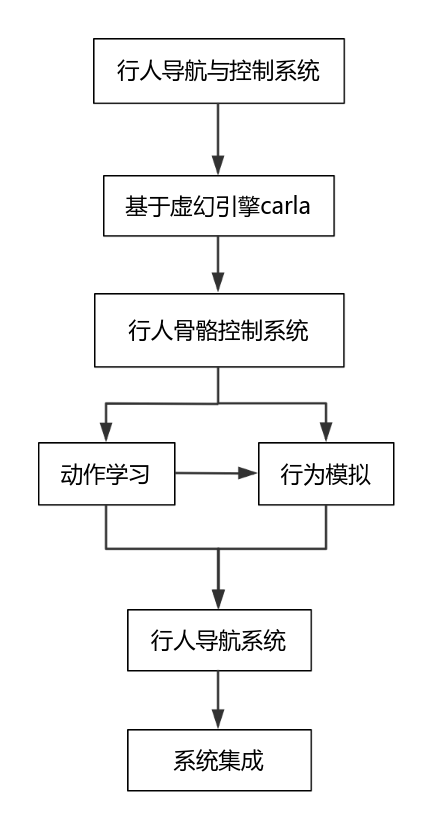 行人导航与控制系统
基于虚幻引擎carla
行人骨骼控制系统
动作学习
行为模拟
行人导航系统
系统集成